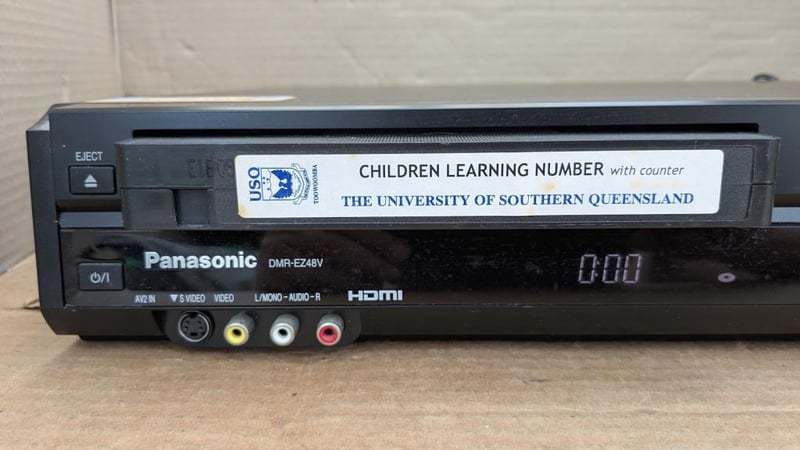 EJECT
USQ
TOOWOOMBA
CHILDREN LEARNING NUMBER with counter
THE UNIVERSITY OF SOUTHERN QUEENSLAND
Panasonic DMR-EZ48V
0:00
⏻/I
AV2 IN ▼ S VIDEO VIDEO L/MONO-AUDIO-R HDMI